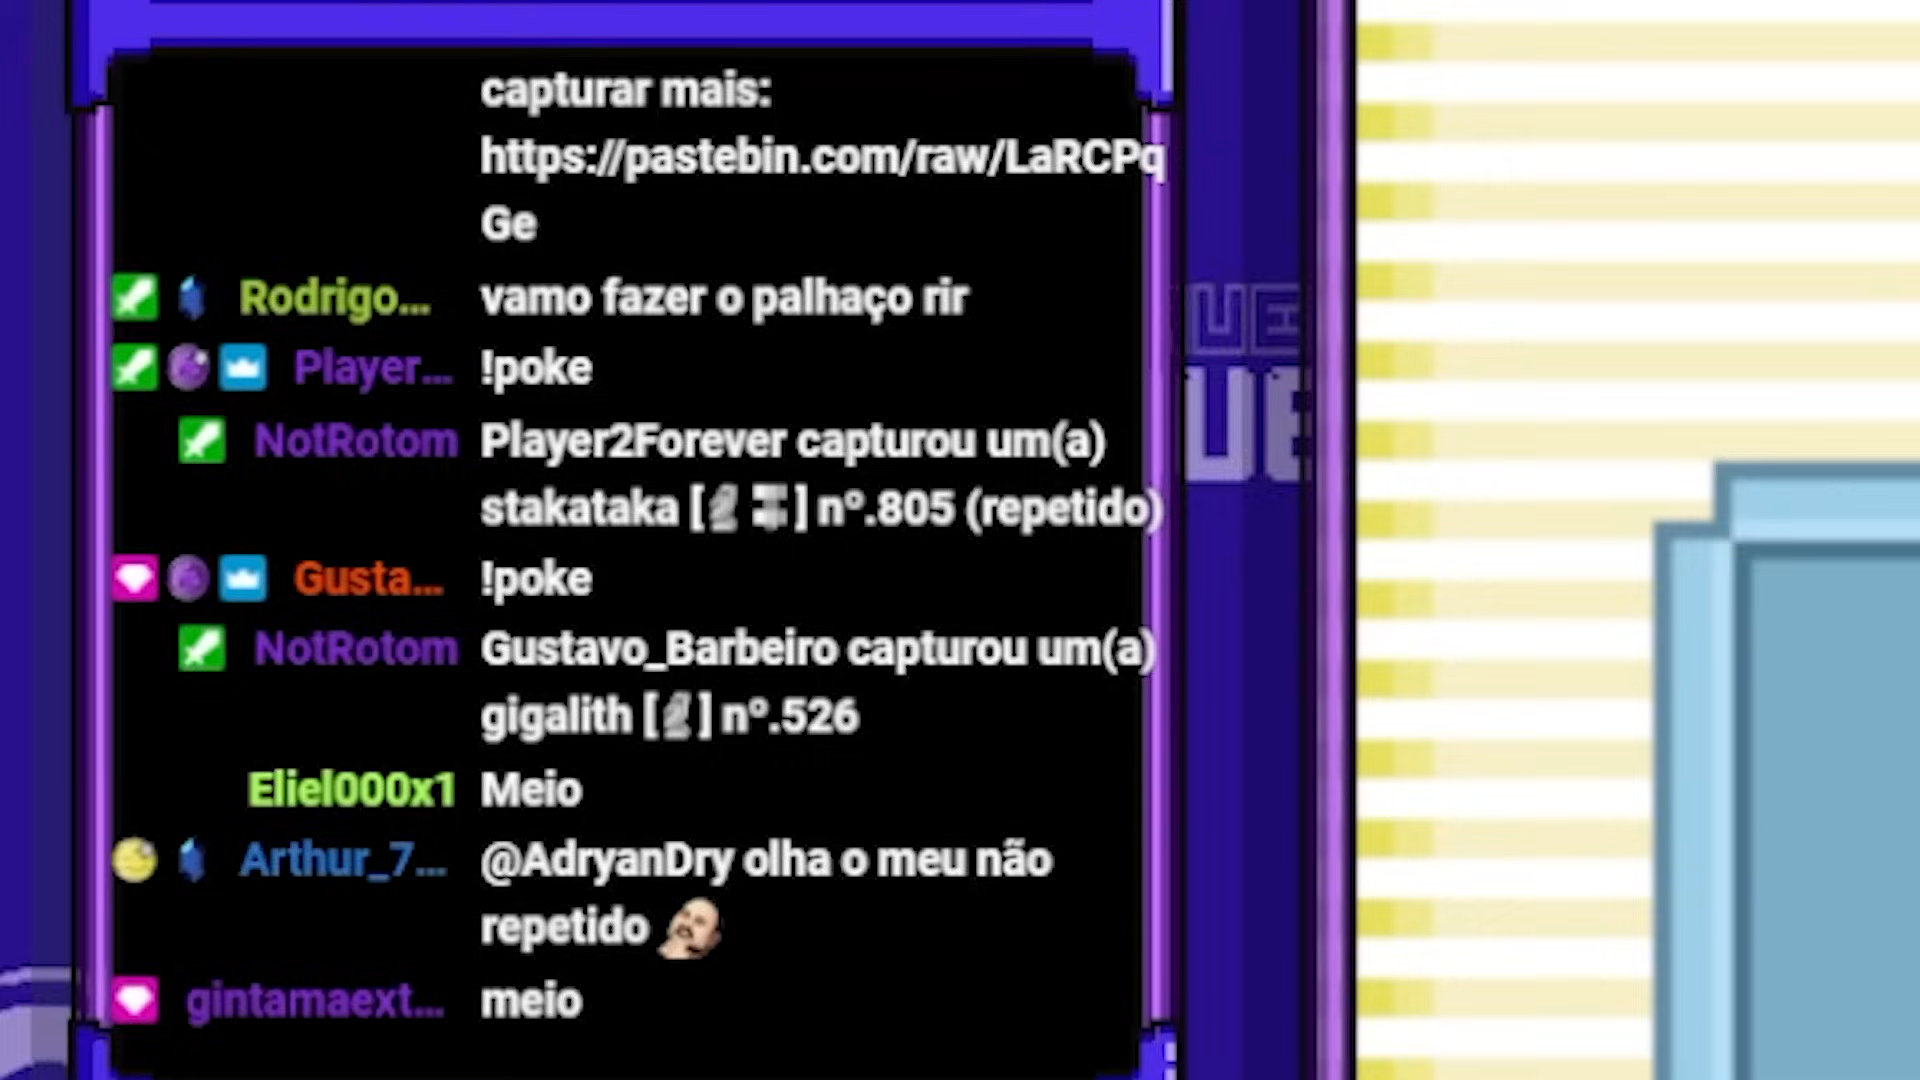 capturar mais:
https://pastebin.com/raw/LaRCPq
Ge
Rodrigo... vamo fazer o palhaço rir
Player... !poke
NotRotom Player2Forever capturou um(a)
stakataka [] nº.805 (repetido)
Gusta... !poke
NotRotom Gustavo_Barbeiro capturou um(a)
gigalith [] nº.526
Eliel000x1 Meio
Arthur_7... @AdryanDry olha o meu não
repetido
gintamaext... meio